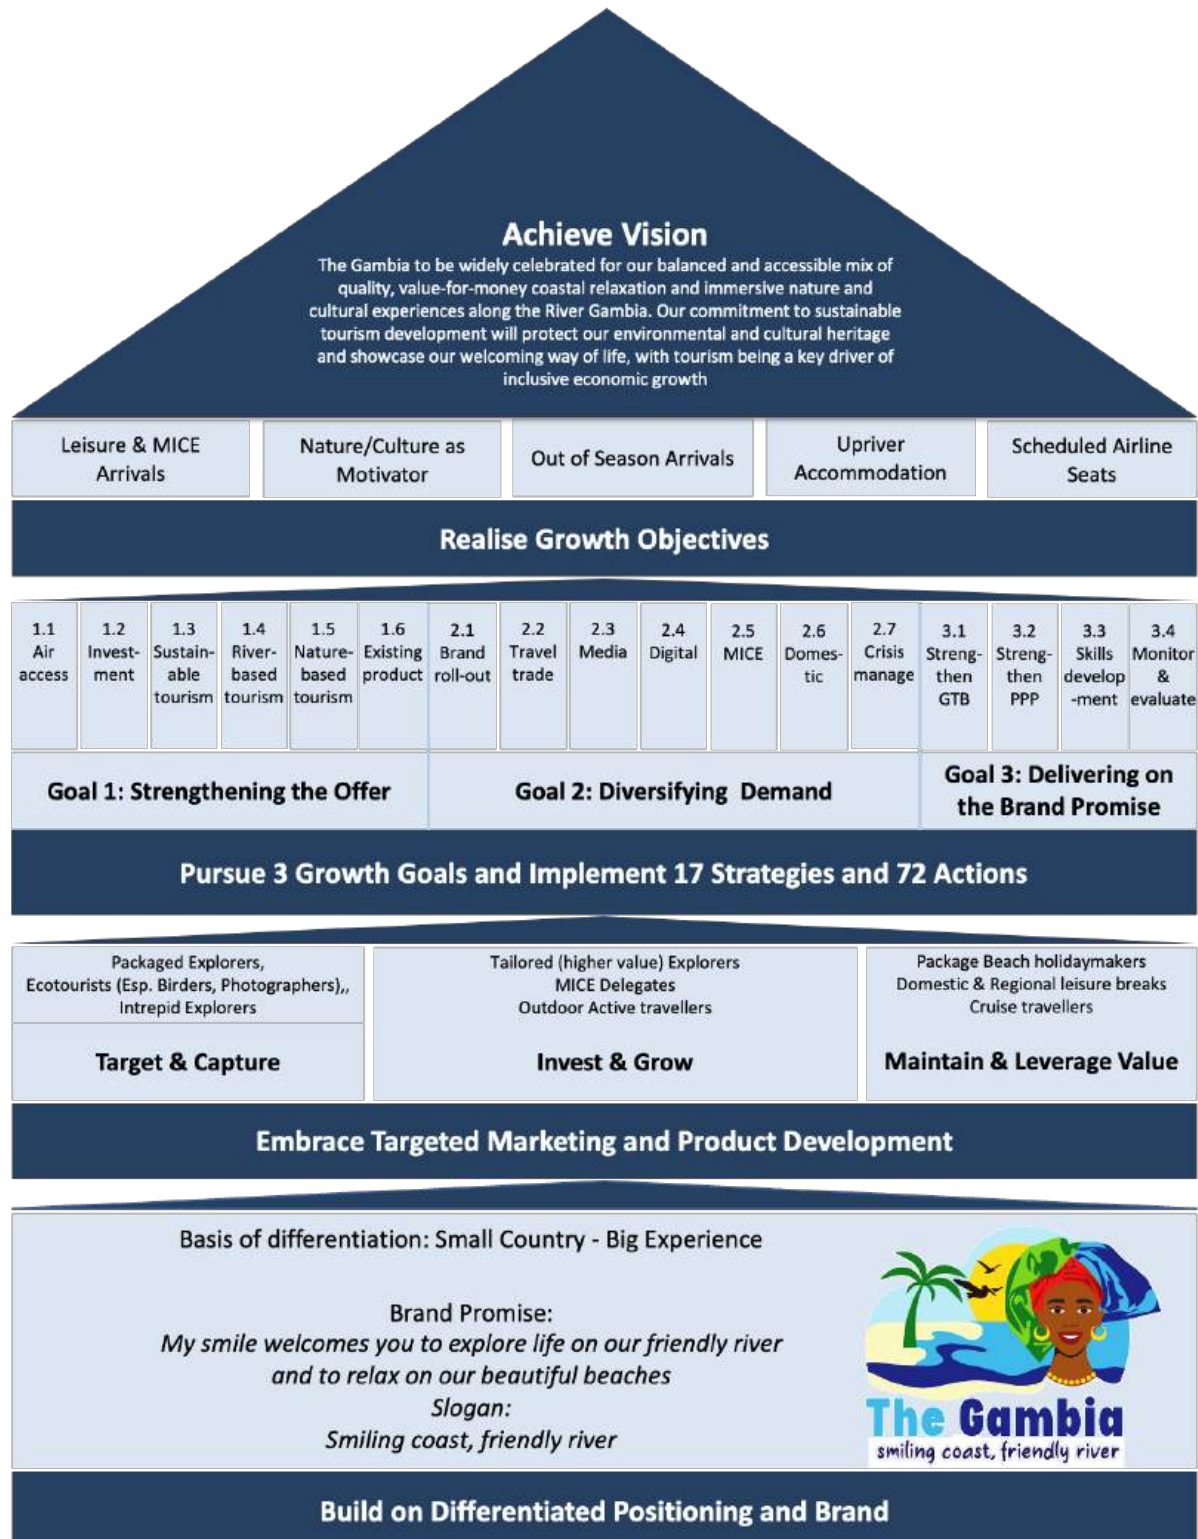 Achieve Vision
The Gambia to be widely celebrated for our balanced and accessible mix of
quality, value-for-money coastal relaxation and immersive nature and
cultural experiences along the River Gambia. Our commitment to sustainable
tourism development will protect our environmental and cultural heritage
and showcase our welcoming way of life, with tourism being a key driver of
inclusive economic growth
Leisure & MICE
Arrivals
Nature/Culture as
Motivator
Out of Season Arrivals
Upriver
Accommodation
Scheduled Airline
Seats
Realise Growth Objectives
1.1
Air
access
1.2
Invest-
ment
1.3
Sustain-
able
tourism
1.4
River-
based
tourism
1.5
Nature-
based
tourism
1.6
Existing
product
2.1
Brand
roll-out
2.2
Travel
trade
2.3
Media
2.4
Digital
2.5
MICE
2.6
Domes-
tic
2.7
Crisis
manage
3.1
Streng-
then
GTB
3.2
Streng-
then
PPP
3.3
Skills
develop
-ment
3.4
Monitor
&
evaluate
Goal 1: Strengthening the Offer
Goal 2: Diversifying Demand
Goal 3: Delivering on
the Brand Promise
Pursue 3 Growth Goals and Implement 17 Strategies and 72 Actions
Packaged Explorers,
Ecotourists (Esp. Birders, Photographers),,
Intrepid Explorers
Target & Capture
Tailored (higher value) Explorers
MICE Delegates
Outdoor Active travellers
Invest & Grow
Package Beach holidaymakers
Domestic & Regional leisure breaks
Cruise travellers
Maintain & Leverage Value
Embrace Targeted Marketing and Product Development
Basis of differentiation: Small Country - Big Experience
Brand Promise:
My smile welcomes you to explore life on our friendly river
and to relax on our beautiful beaches
Slogan:
Smiling coast, friendly river
The Gambia
smiling coast, friendly river
Build on Differentiated Positioning and Brand